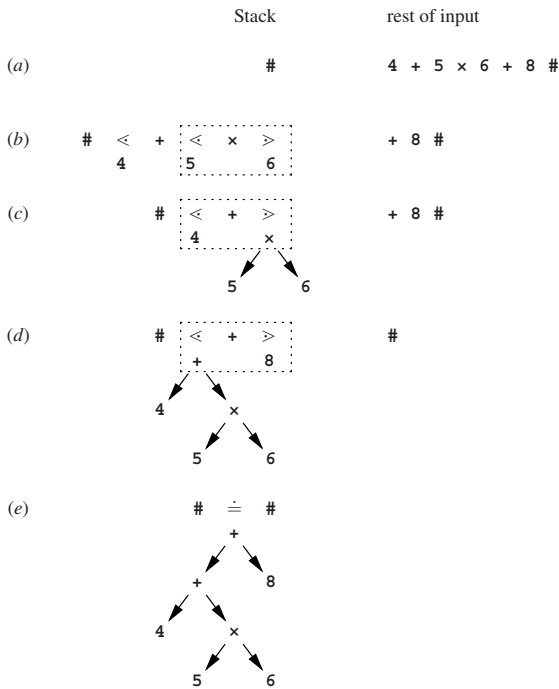 Stack rest of input
(a) # 4 + 5 × 6 + 8 #
(b) # ⋖ + ⋖ × ⋗ + 8 #
4 5 6
(c) # ⋖ + ⋗ + 8 #
4 ×
5 6
(d) # ⋖ + ⋗ #
+ 8
4 ×
5 6
(e) # ≐ #
+
+ 8
4 ×
5 6